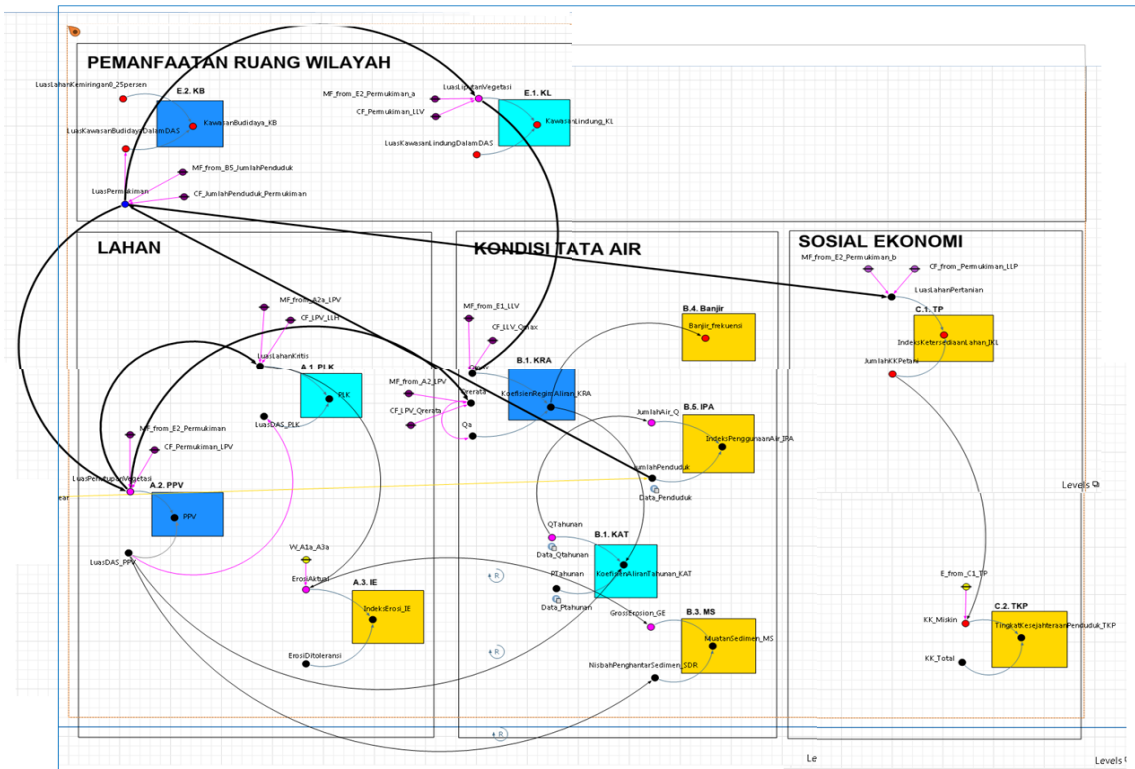 PEMANFAATAN RUANG WILAYAH
LuasLahanKemiringan0_25persen
E.2. KB
KawasanBudidaya_KB
LuasKawasanBudidayaDalamDAS
MF_from_B5_JumlahPenduduk
LuasPermukiman
CF_JumlahPenduduk_Permukiman
LuasLiputanVegetasi
MF_from_E2_Permukiman_a
CF_Permukiman_LLV
E.1. KL
KawasanLindung_KL
LuasKawasanLindungDalamDAS
LAHAN
MF_from_A2a_LPV
CF_LPV_LLH
LuasLahanKritis
A.1. PLK
PLK
LuasDAS_PLK
MF_from_E2_Permukiman
CF_Permukiman_LPV
LuasPenutupanVegetasi
A.2. PPV
PPV
LuasDAS_PPV
ear
W_A1a_A3a
ErosiAktual
A.3. IE
IndeksErosi_IE
ErosiDitoleransi
KONDISI TATA AIR
MF_from_E1_LLV
CF_LLV_Qmax
B.4. Banjir
Banjir_frekuensi
B.1. KRA
KoefisienRegimAliran_KRA
MF_from_A2_LPV
CF_LPV_Qrerata
Qrerata
Qa
JumlahAir_Q
B.5. IPA
IndeksPenggunaanAir_IPA
JumlahPenduduk
Data_Penduduk
QTahunan
Data_Qtahunan
B.1. KAT
KoefisienAliranTahunan_KAT
PTahunan
Data_Ptahunan
GrossErosion_GE
B.3. MS
MuatanSedimen_MS
NisbahPenghantarSedimen_SDR
R
R
R
SOSIAL EKONOMI
MF_from_E2_Permukiman_b
CF_from_Permukiman_LLP
LuasLahanPertanian
C.1. TP
IndeksKetersediaanLahan_IKL
JumlahKKPetani
Levels
E_from_C1_TP
C.2. TKP
KK_Miskin
TingkatKesejahteraanPenduduk_TKP
KK_Total
Le
Levels